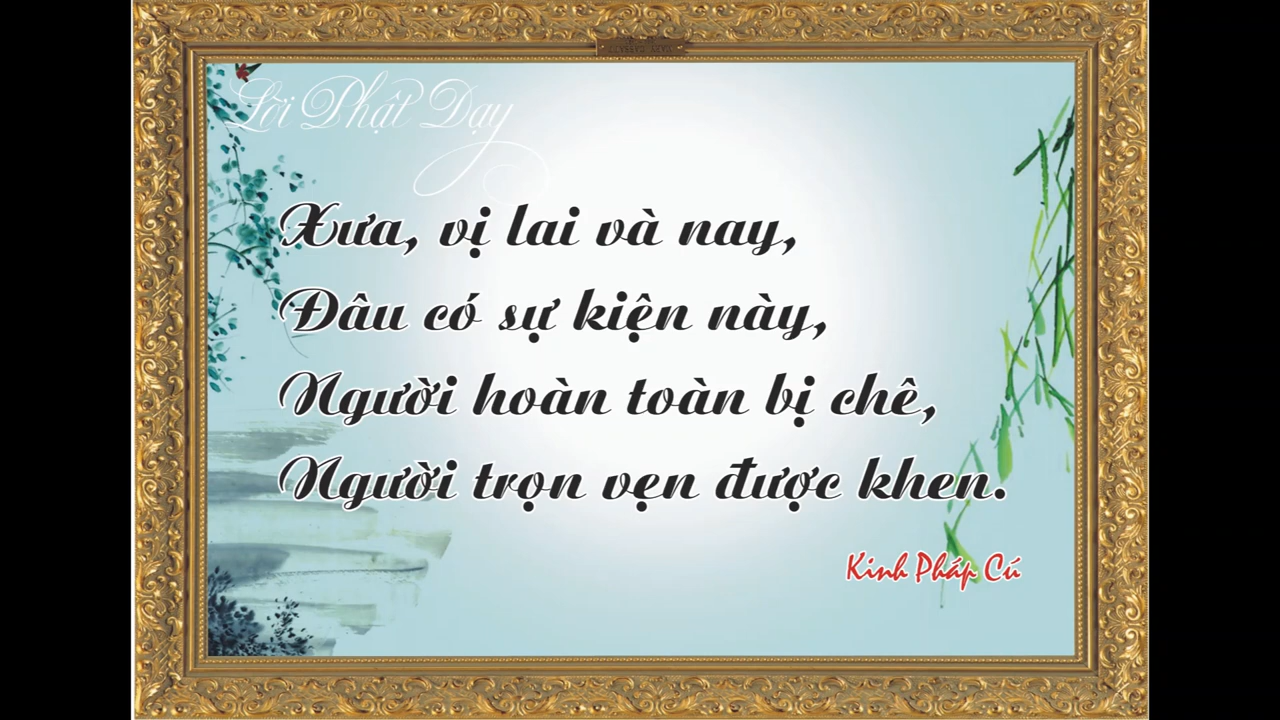 Lời Phật Dạy
Xưa, vị lai và nay,
Đâu có sự kiện này,
Người hoàn toàn bị chê,
Người trọn vẹn được khen.
Kinh Pháp Cú